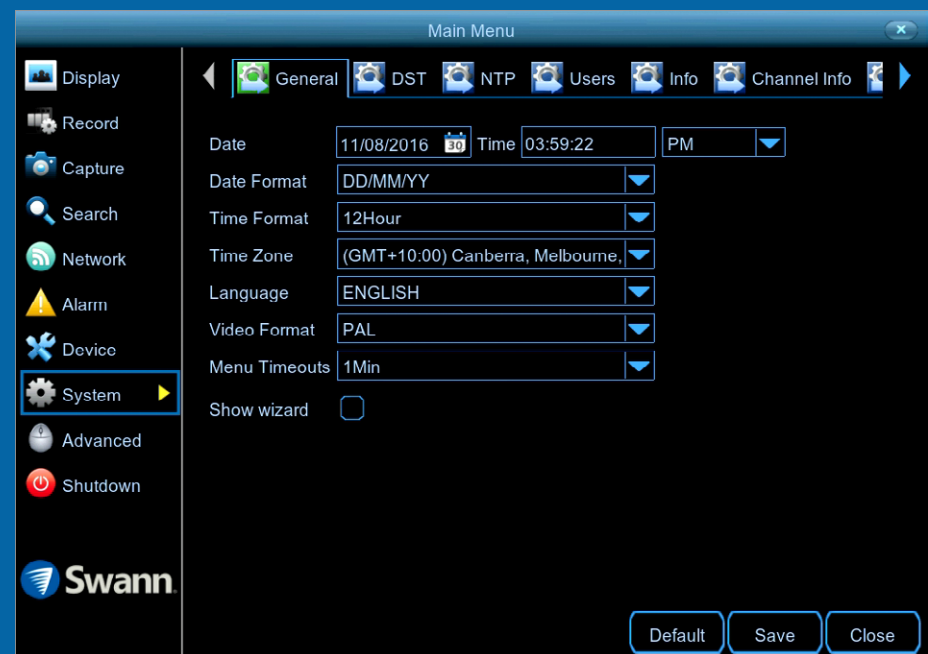 Main Menu
Display
Record
Capture
Search
Network
Alarm
Device
System
Advanced
Shutdown
Swann.
General DST NTP Users Info Channel Info
Date 11/08/2016 30 Time 03:59:22 PM
Date Format DD/MM/YY
Time Format 12Hour
Time Zone (GMT+10:00) Canberra, Melbourne,
Language ENGLISH
Video Format PAL
Menu Timeouts 1Min
Show wizard
Default Save Close